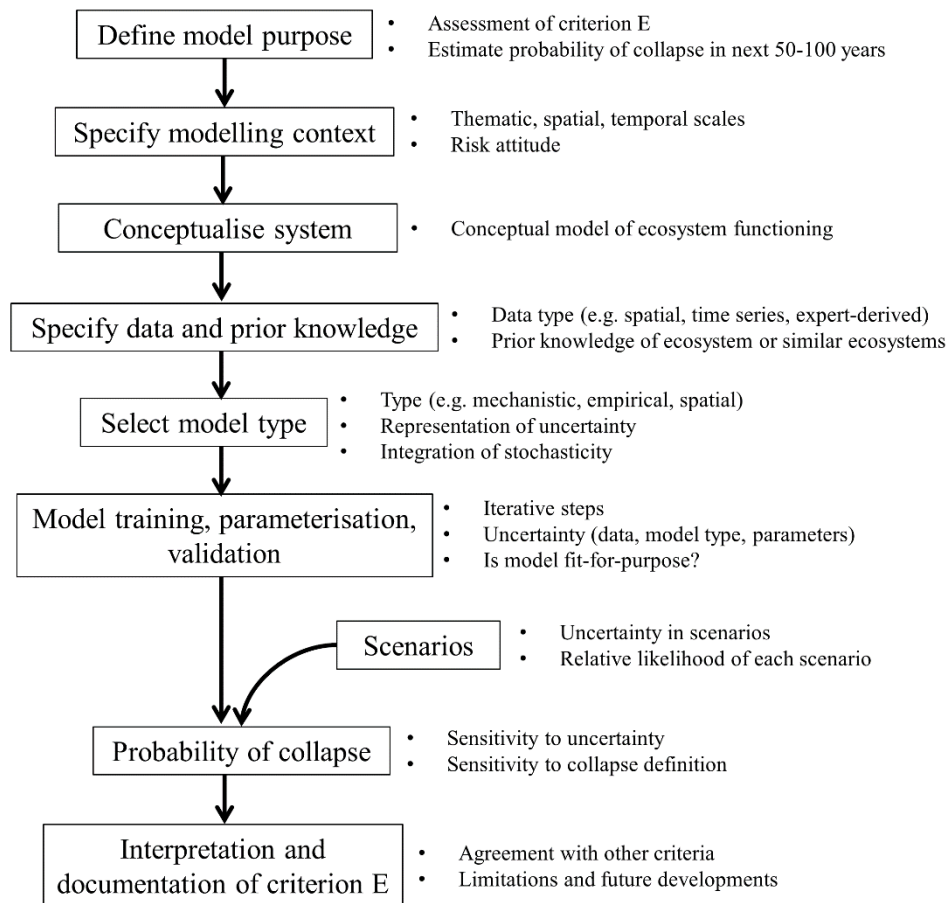 Define model purpose
• Assessment of criterion E
• Estimate probability of collapse in next 50-100 years
Specify modelling context
• Thematic, spatial, temporal scales
• Risk attitude
Conceptualise system
• Conceptual model of ecosystem functioning
Specify data and prior knowledge
• Data type (e.g. spatial, time series, expert-derived)
• Prior knowledge of ecosystem or similar ecosystems
Select model type
• Type (e.g. mechanistic, empirical, spatial)
• Representation of uncertainty
• Integration of stochasticity
Model training, parameterisation,
validation
• Iterative steps
• Uncertainty (data, model type, parameters)
• Is model fit-for-purpose?
Scenarios
• Uncertainty in scenarios
• Relative likelihood of each scenario
Probability of collapse
• Sensitivity to uncertainty
• Sensitivity to collapse definition
Interpretation and
documentation of criterion E
• Agreement with other criteria
• Limitations and future developments